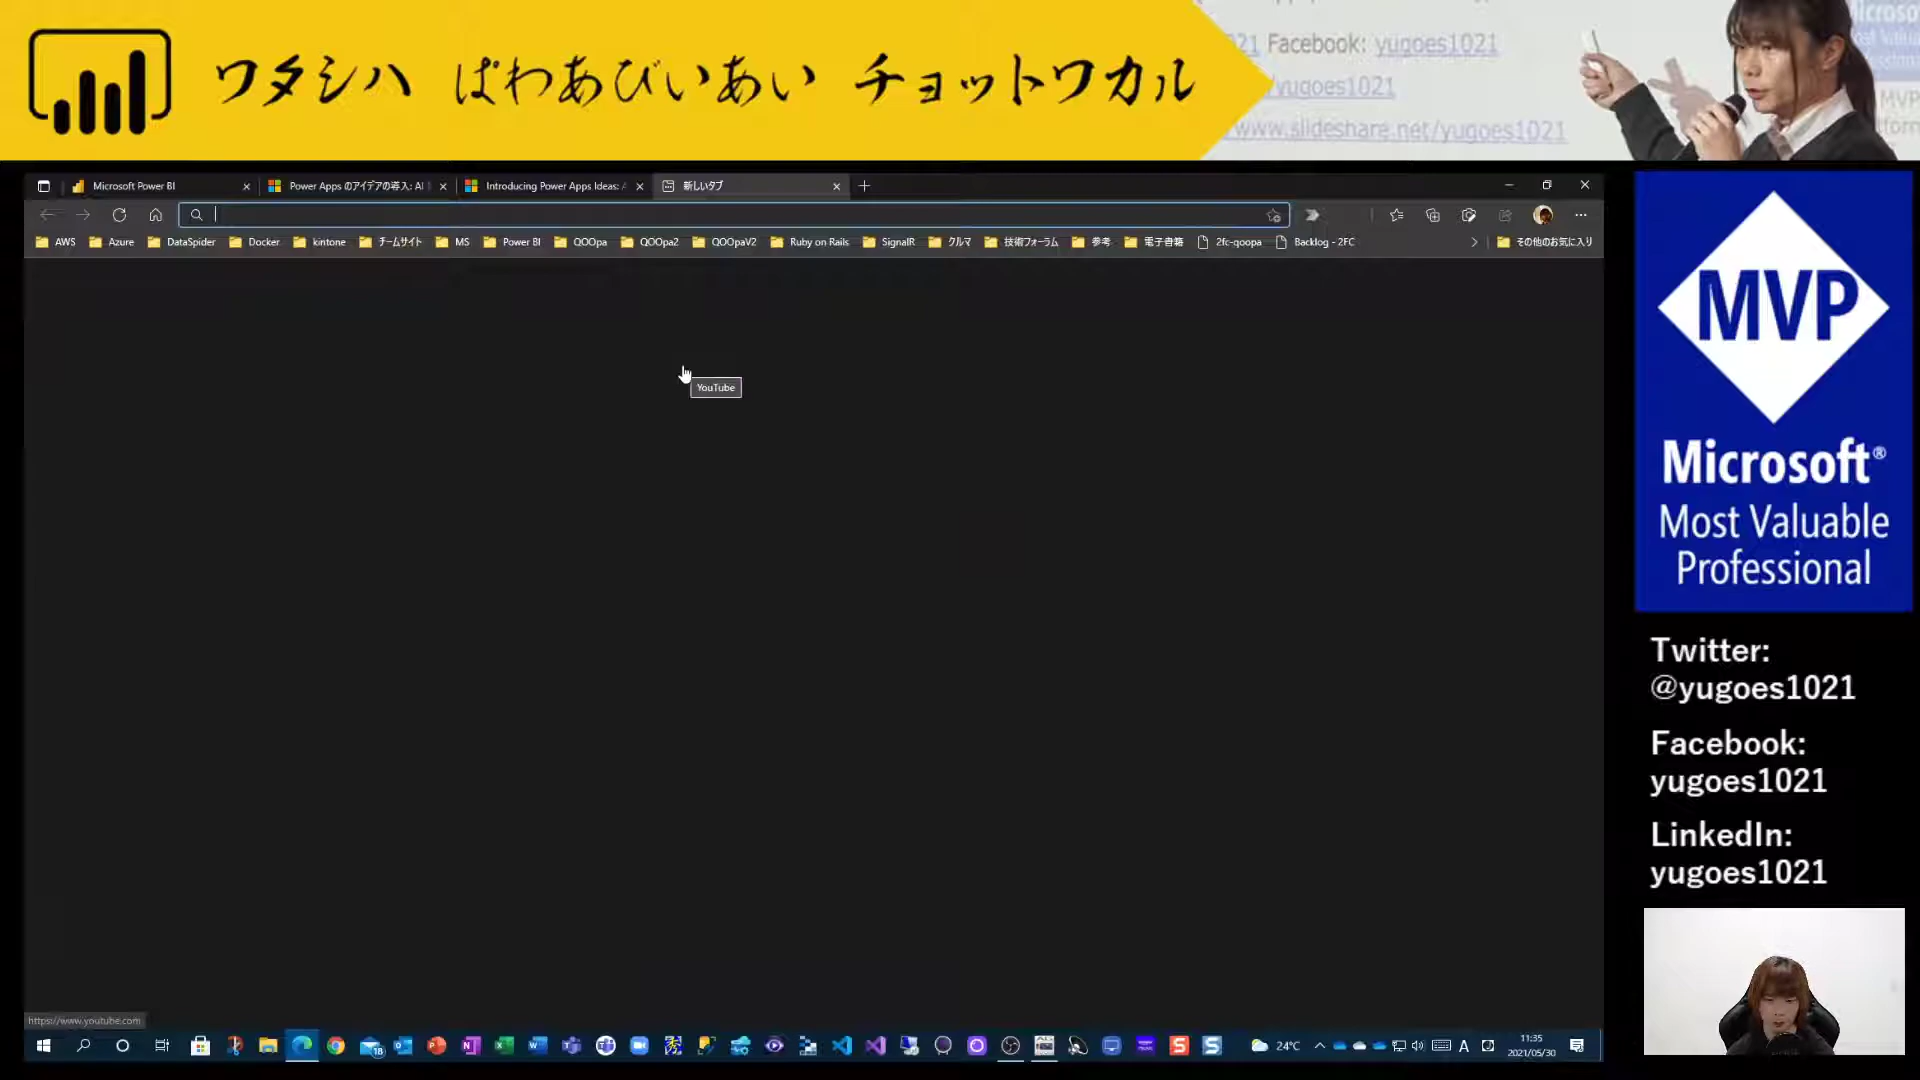 ワタシハ ぱわあびいあい チョットワカル
21 Facebook: yugoes1021
/yugoes1021
www.slideshare.net/yugoes1021
Microsoft Power BI
Power Apps のアイデアの導入: AI
Introducing Power Apps Ideas: A
新しいタブ
AWS
Azure
DataSpider
Docker
kintone
チームサイト
MS
Power BI
QOOpa
QOOpa2
QOOpaV2
Ruby on Rails
SignalR
クルマ
技術フォーラム
参考
電子書籍
2fc-qoopa
Backlog - 2FC
その他のお気に入り
YouTube
https://www.youtube.com
24°C
A
11:35
2021/05/30
MVP
Microsoft®
Most Valuable
Professional
Twitter:
@yugoes1021
Facebook:
yugoes1021
LinkedIn:
yugoes1021